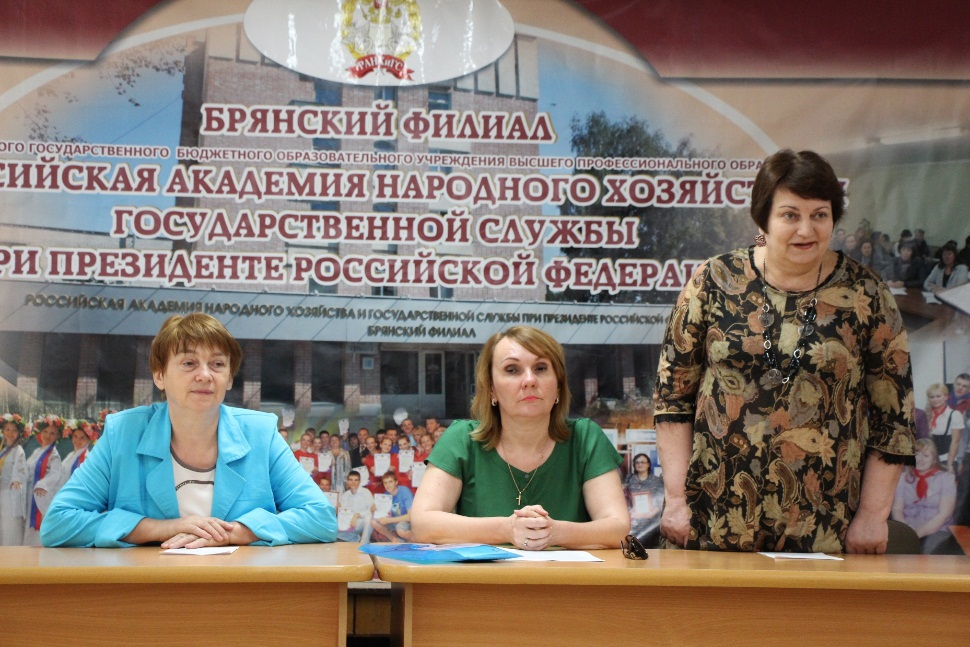 РАНХиГС
БРЯНСКИЙ ФИЛИАЛ
ОГО ГОСУДАРСТВЕННОГО БЮДЖЕТНОГО ОБРАЗОВАТЕЛЬНОГО УЧРЕЖДЕНИЯ ВЫСШЕГО ПРОФЕССИОНАЛЬНОГО ОБРА
СИЙСКАЯ АКАДЕМИЯ НАРОДНОГО ХОЗЯЙСТ
ГОСУДАРСТВЕННОЙ СЛУЖБЫ
РИ ПРЕЗИДЕНТЕ РОССИЙСКОЙ ФЕДЕРА
РОССИЙСКАЯ АКАДЕМИЯ НАРОДНОГО ХОЗЯЙСТВА И ГОСУДАРСТВЕННОЙ СЛУЖБЫ ПРИ ПРЕЗИДЕНТЕ РОССИЙСКОЙ
БРЯНСКИЙ ФИЛИАЛ